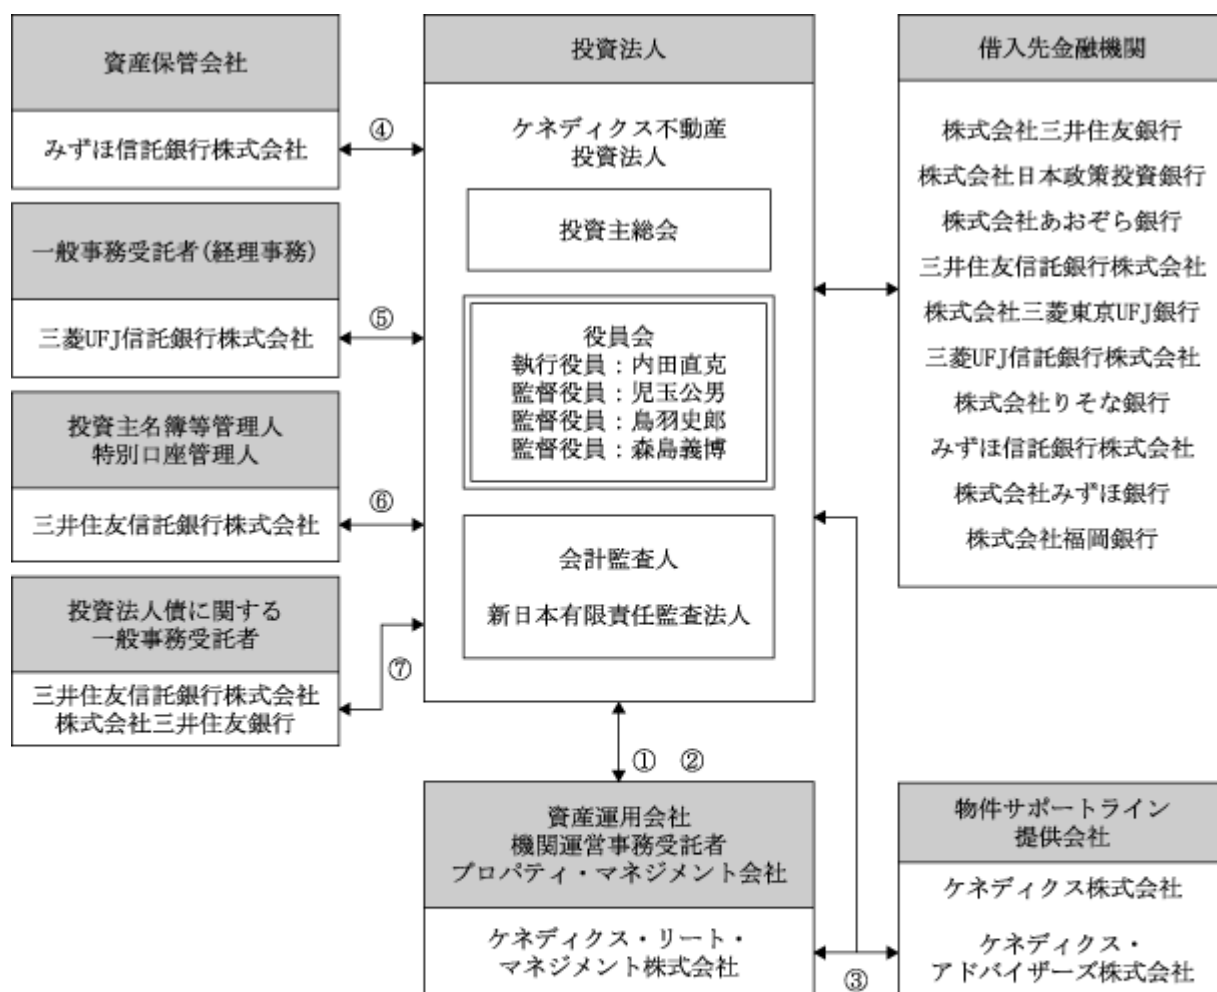 資産保管会社
みずほ信託銀行株式会社
④
一般事務受託者(経理事務)
三菱UFJ信託銀行株式会社
⑤
投資主名簿等管理人
特別口座管理人
三井住友信託銀行株式会社
⑥
投資法人債に関する
一般事務受託者
三井住友信託銀行株式会社
株式会社三井住友銀行
⑦
投資法人
ケネディクス不動産
投資法人
投資主総会
役員会
執行役員：内田直克
監督役員：児玉公男
監督役員：鳥羽史郎
監督役員：森島義博
会計監査人
新日本有限責任監査法人
① ②
資産運用会社
機関運営事務受託者
プロパティ・マネジメント会社
ケネディクス・リート・
マネジメント株式会社
③
借入先金融機関
株式会社三井住友銀行
株式会社日本政策投資銀行
株式会社あおぞら銀行
三井住友信託銀行株式会社
株式会社三菱東京UFJ銀行
三菱UFJ信託銀行株式会社
株式会社りそな銀行
みずほ信託銀行株式会社
株式会社みずほ銀行
株式会社福岡銀行
物件サポートライン
提供会社
ケネディクス株式会社
ケネディクス・
アドバイザーズ株式会社